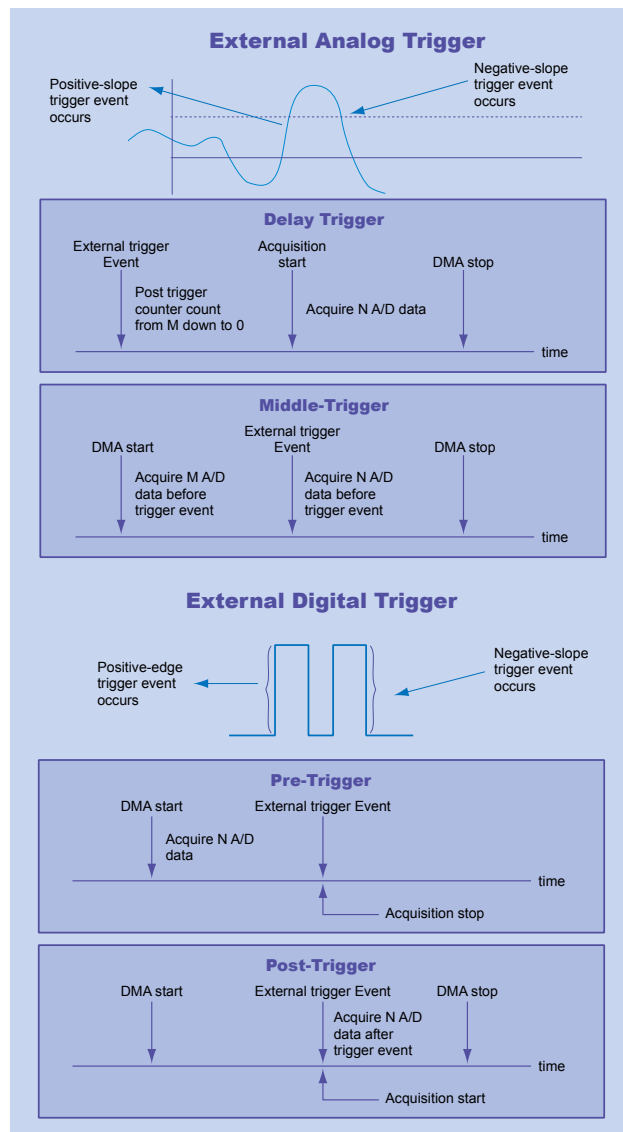 External Analog Trigger
Positive-slope
trigger event
occurs
Negative-slope
trigger event
occurs
Delay Trigger
External trigger
Event
Acquisition
start
DMA stop
Post trigger
counter count
from M down to 0
Acquire N A/D data
time
Middle-Trigger
DMA start
External trigger
Event
DMA stop
Acquire M A/D
data before
trigger event
Acquire N A/D
data before
trigger event
time
External Digital Trigger
Positive-edge
trigger event
occurs
Negative-slope
trigger event
occurs
Pre-Trigger
DMA start
External trigger Event
Acquire N A/D
data
time
Acquisition stop
Post-Trigger
DMA start
External trigger Event
DMA stop
Acquire N A/D
data after
trigger event
time
Acquisition start